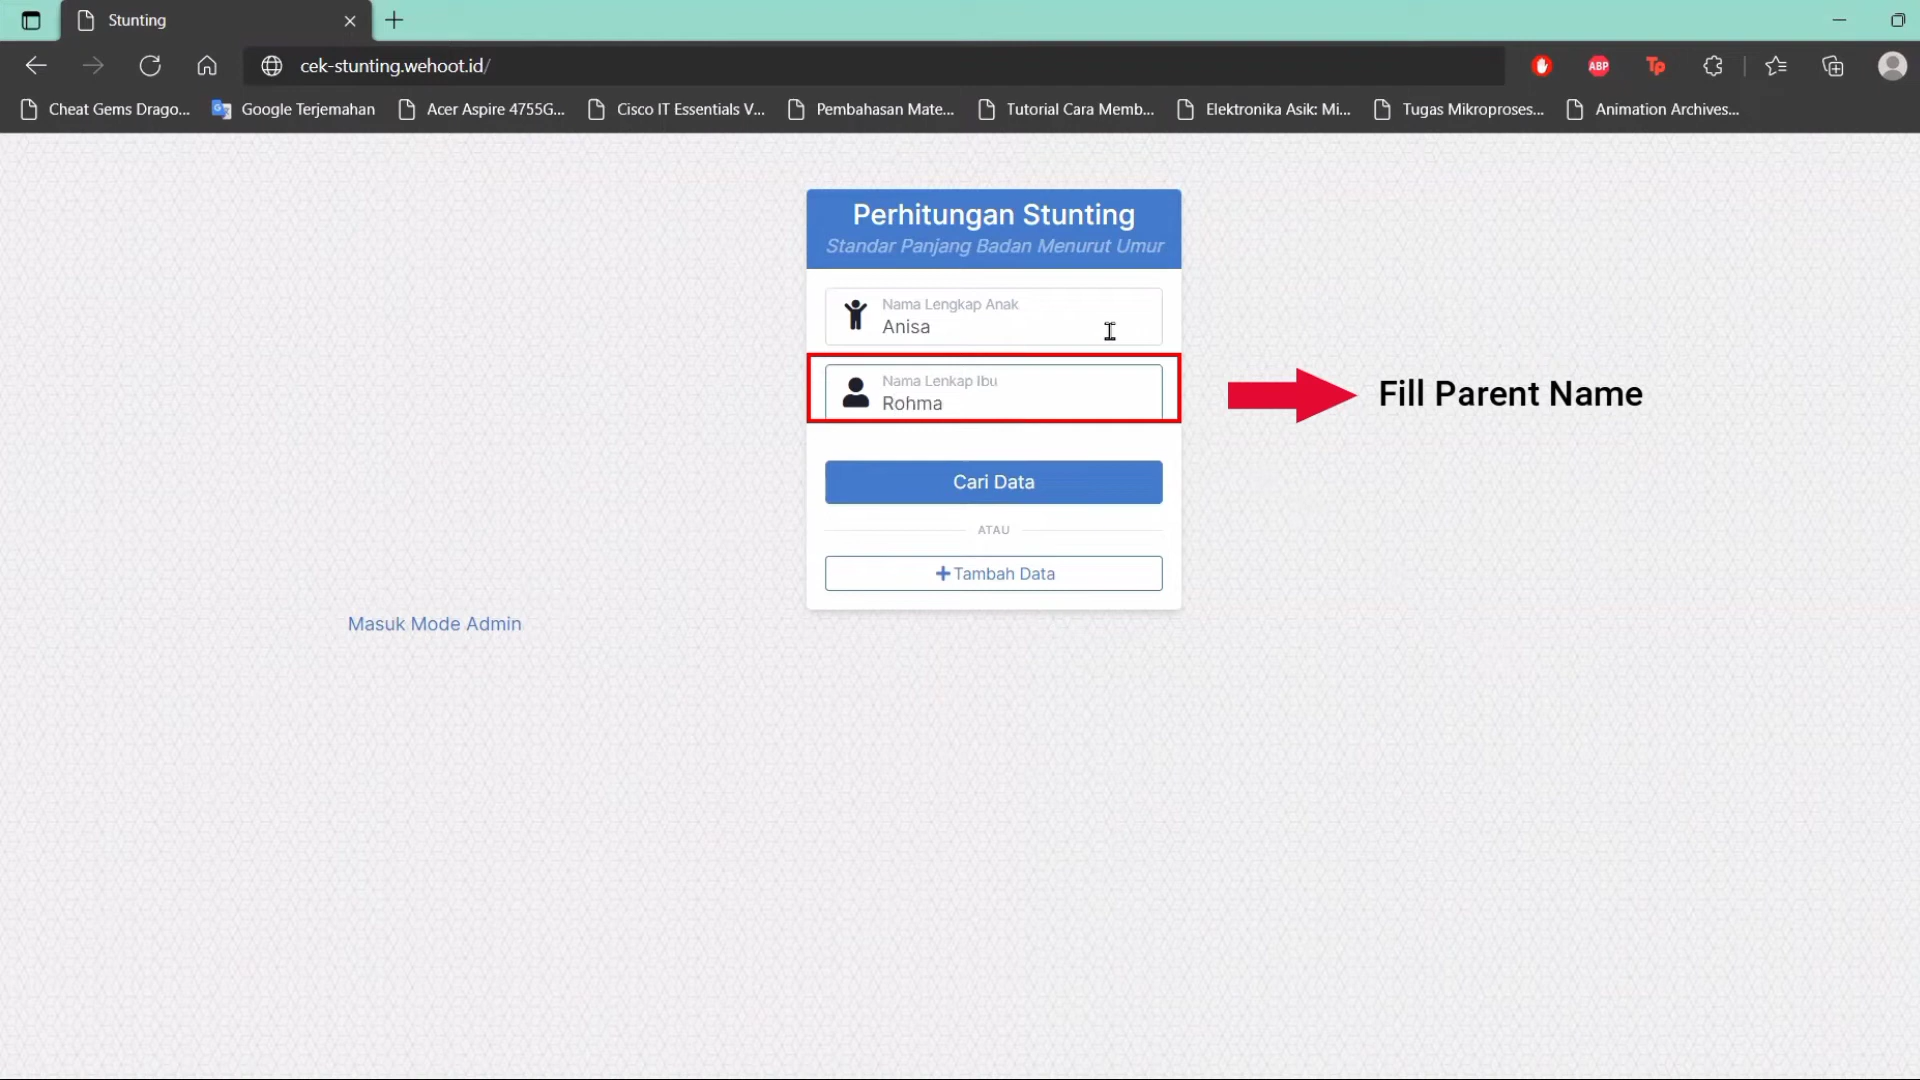 Stunting
cek-stunting.wehoot.id/
ABP
Tp
Cheat Gems Drago...
Google Terjemahan
Acer Aspire 4755G...
Cisco IT Essentials V...
Pembahasan Mate...
Tutorial Cara Memb...
Elektronika Asik: Mi...
Tugas Mikroproses...
Animation Archives...
Perhitungan Stunting
Standar Panjang Badan Menurut Umur
Nama Lengkap Anak
Anisa
Nama Lenkap Ibu
Rohma
Fill Parent Name
Cari Data
ATAU
Tambah Data
Masuk Mode Admin